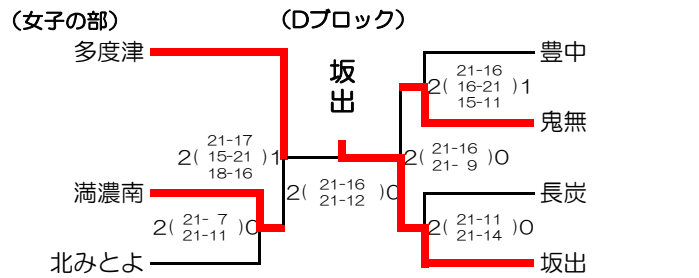 （女子の部）
（Dブロック）
多度津
豊中
坂出
2( 21-16 16-21 15-11 )1
鬼無
2( 21-17 15-21 18-16 )1
2( 21-16 21- 9 )0
満濃南
2( 21-16 21-12 )0
長炭
2( 21- 7 21-11 )0
2( 21-11 21-14 )0
北みとよ
坂出